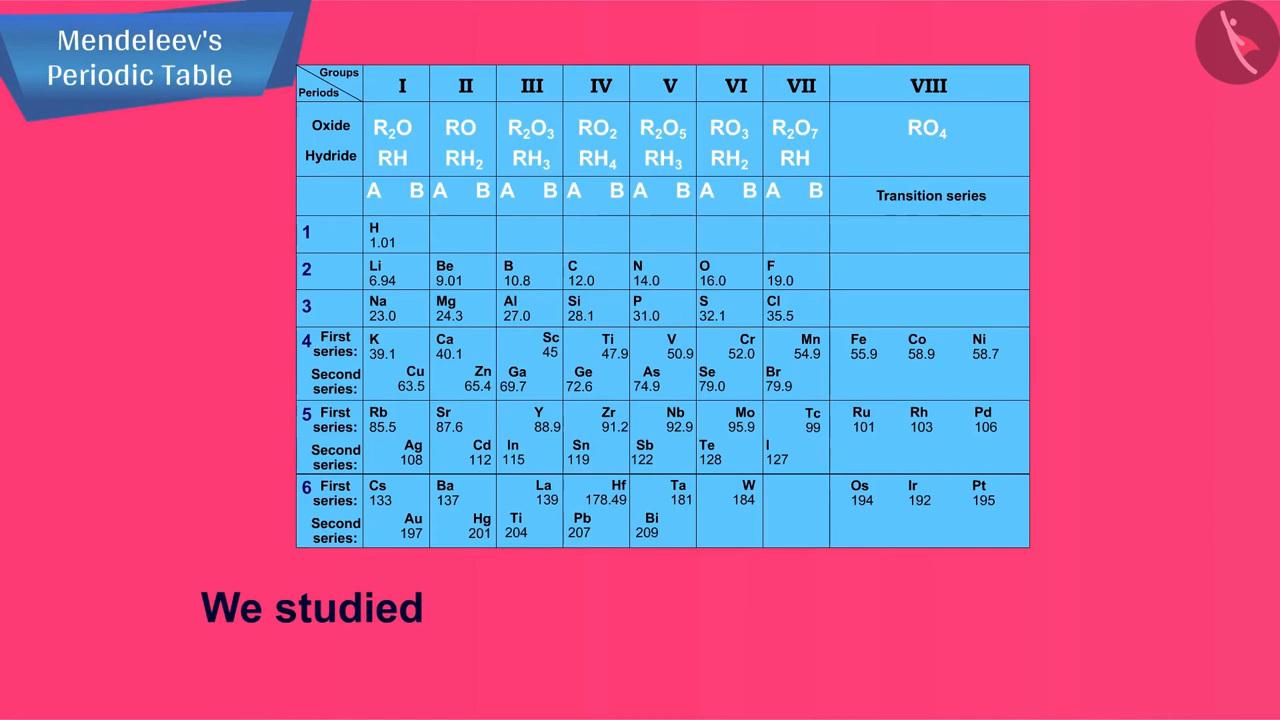 Mendeleev's
Periodic Table
Groups
Periods I II III IV V VI VII VIII
Oxide R₂O RO R₂O₃ RO₂ R₂O₅ RO₃ R₂O₇ RO₄
Hydride RH RH₂ RH₃ RH₄ RH₃ RH₂ RH
A B A B A B A B A B A B A B Transition series
1 H
1.01
2 Li Be B C N O F
6.94 9.01 10.8 12.0 14.0 16.0 19.0
3 Na Mg Al Si P S Cl
23.0 24.3 27.0 28.1 31.0 32.1 35.5
4 First K Ca Sc Ti V Cr Mn Fe Co Ni
series: 39.1 40.1 45 47.9 50.9 52.0 54.9 55.9 58.9 58.7
Second Cu Zn Ga Ge As Se Br
series: 63.5 65.4 69.7 72.6 74.9 79.0 79.9
5 First Rb Sr Y Zr Nb Mo Tc Ru Rh Pd
series: 85.5 87.6 88.9 91.2 92.9 95.9 99 101 103 106
Second Ag Cd In Sn Sb Te I
series: 108 112 115 119 122 128 127
6 First Cs Ba La Hf Ta W Os Ir Pt
series: 133 137 139 178.49 181 184 194 192 195
Second Au Hg Ti Pb Bi
series: 197 201 204 207 209
We studied